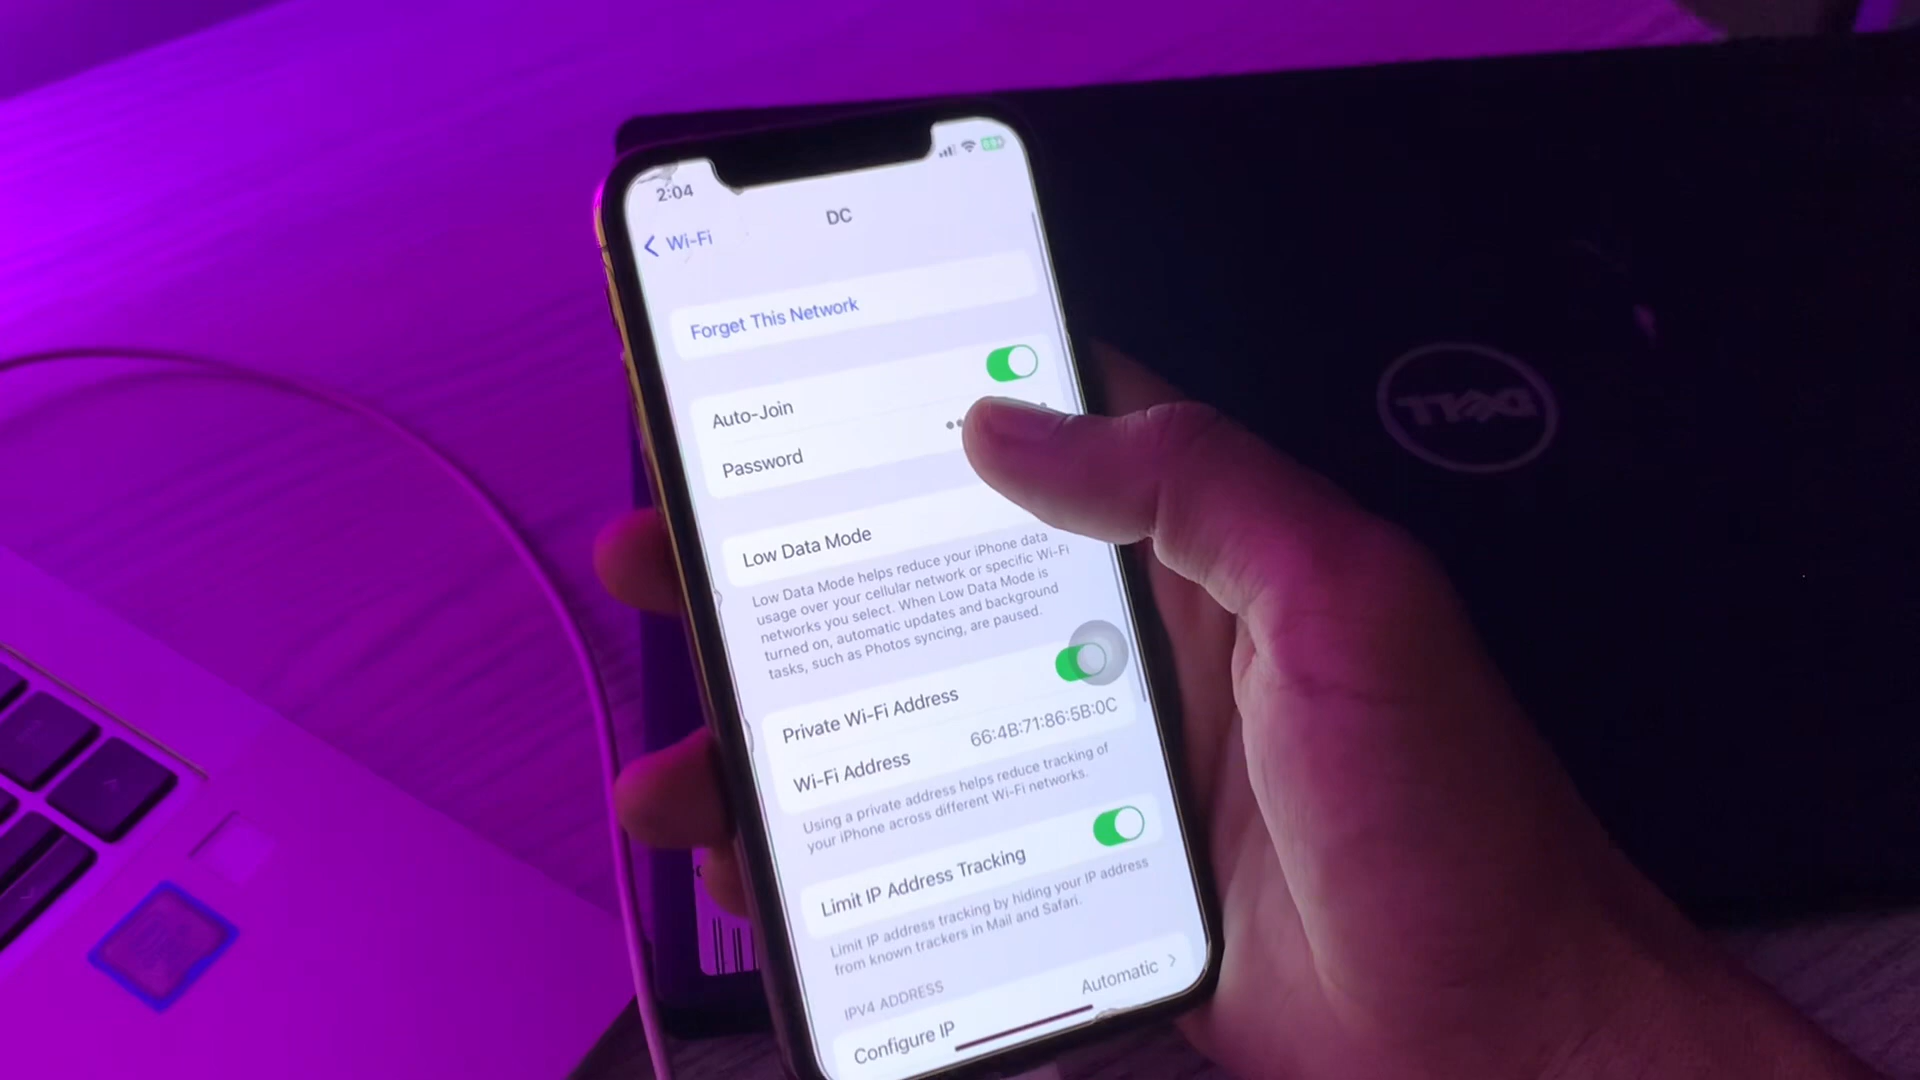 2:04
Wi-Fi
DC
Forget This Network
Auto-Join
Password
Low Data Mode
Low Data Mode helps reduce your iPhone data
usage over your cellular network or specific Wi-Fi
networks you select. When Low Data Mode is
turned on, automatic updates and background
tasks, such as Photos syncing, are paused.
Private Wi-Fi Address
Wi-Fi Address 66:4B:71:86:5B:0C
Using a private address helps reduce tracking of
your iPhone across different Wi-Fi networks.
Limit IP Address Tracking
Limit IP address tracking by hiding your IP address
from known trackers in Mail and Safari.
IPV4 ADDRESS
Configure IP Automatic
DELL